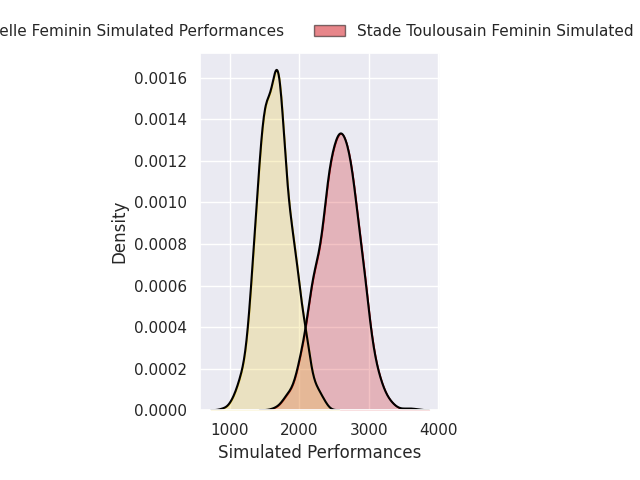 elle Feminin Simulated Performances
Stade Toulousain Feminin Simulated
0.0016
0.0014
0.0012
0.0010
0.0008
0.0006
0.0004
0.0002
0.0000
Density
1000 2000 3000 4000
Simulated Performances